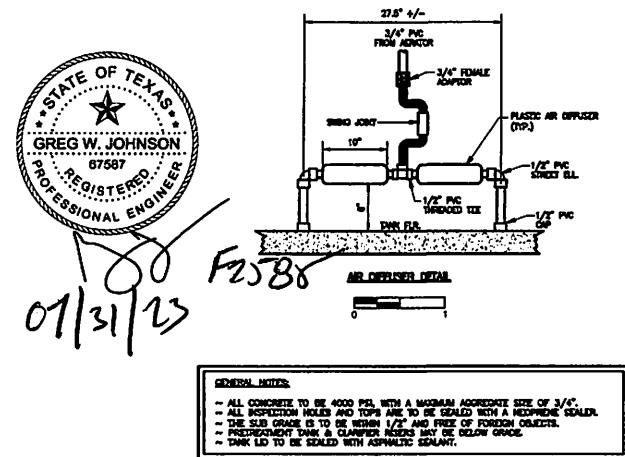 27.5" +/-
3/4" PVC
FROM AERATOR
3/4" FEMALE
ADAPTOR
SWING JOINT
PLASTIC AIR DIFFUSER
(TYP.)
10"
1/2" PVC
STREET ELL
1/2" PVC
THREADED TEE
6"
1/2" PVC
CAP
TANK FLR.
AIR DIFFUSER DETAIL
0 1
STATE OF TEXAS
GREG W. JOHNSON
67587
REGISTERED
PROFESSIONAL ENGINEER
F2585
07/31/23
GENERAL NOTES:
~ ALL CONCRETE TO BE 4000 PSI, WITH A MAXIMUM AGGREGATE SIZE OF 3/4".
~ ALL INSPECTION HOLES AND TOPS ARE TO BE SEALED WITH A NEOPRENE SEALER.
~ THE SUB GRADE IS TO BE WITHIN 1/2" AND FREE OF FOREIGN OBJECTS.
~ PRETREATMENT TANK & CLARIFIER RISERS MAY BE BELOW GRADE.
~ TANK LID TO BE SEALED WITH ASPHALTIC SEALANT.